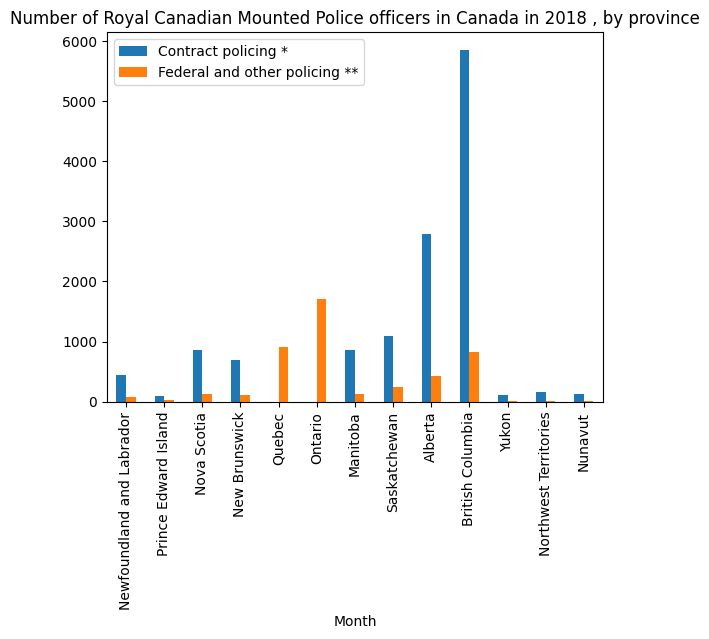 Number of Royal Canadian Mounted Police officers in Canada in 2018 , by province
Contract policing *
Federal and other policing **
6000
5000
4000
3000
2000
1000
0
Newfoundland and Labrador
Prince Edward Island
Nova Scotia
New Brunswick
Quebec
Ontario
Manitoba
Saskatchewan
Alberta
British Columbia
Yukon
Northwest Territories
Nunavut
Month